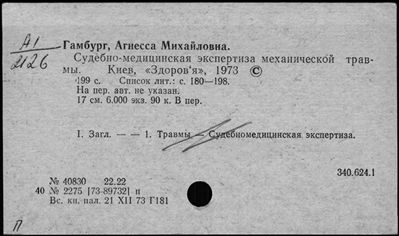 А1
2126
Гамбург, Агнесса Михайловна.
Судебно-медицинская экспертиза механической трав-
мы. Киев, «Здоров'я», 1973 ©
199 с. Список лит.: с. 180—198.
На пер. авт. не указан.
17 см. 6.000 экз. 90 к. В пер.
I. Загл. — — 1. Травмы — Судебномедицинская экспертиза.
340.624.1
№ 40830 22.22
40 № 2275 [73-89732] п
Вс. кн. пал. 21 XII 73 Г181
П